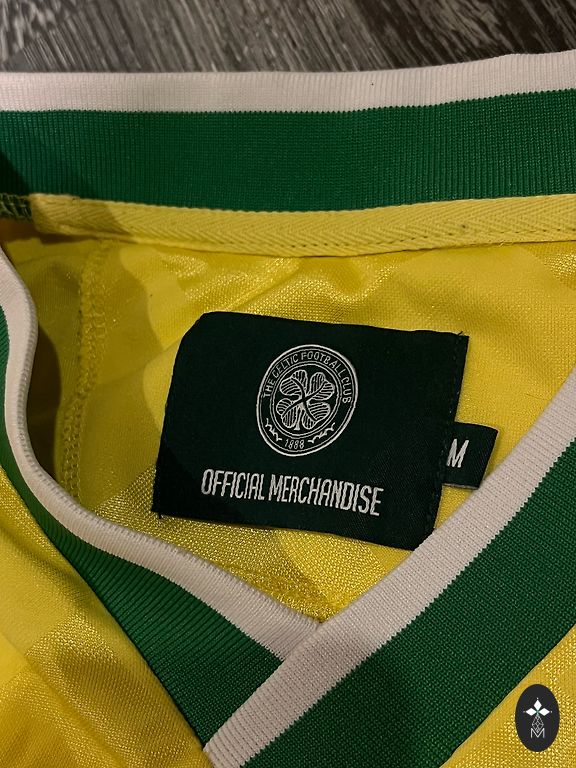 THE CELTIC FOOTBALL CLUB
1888
OFFICIAL MERCHANDISE
M
M